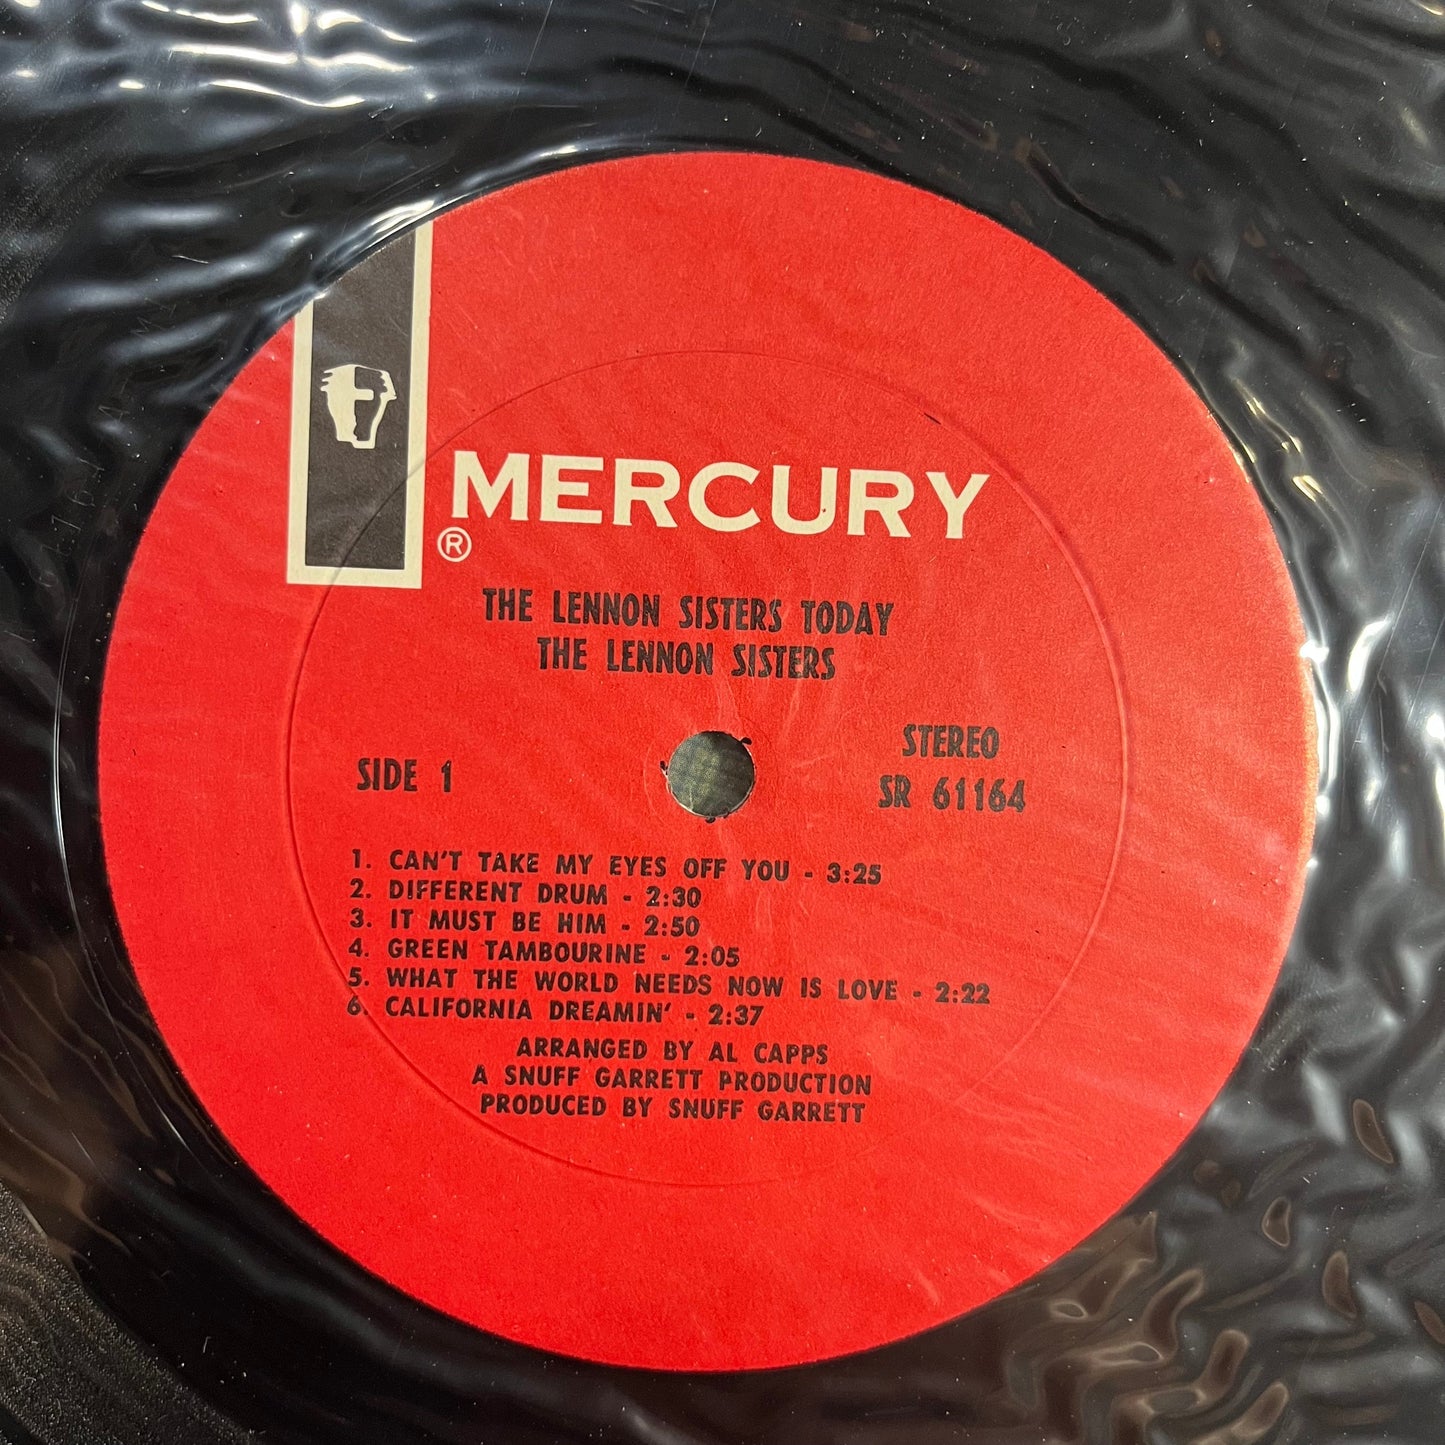 MERCURY
®
THE LENNON SISTERS TODAY
THE LENNON SISTERS
STEREO
SIDE 1
SR 61164
1. CAN'T TAKE MY EYES OFF YOU - 3:25
2. DIFFERENT DRUM - 2:30
3. IT MUST BE HIM - 2:50
4. GREEN TAMBOURINE - 2:05
5. WHAT THE WORLD NEEDS NOW IS LOVE - 2:22
6. CALIFORNIA DREAMIN' - 2:37
ARRANGED BY AL CAPPS
A SNUFF GARRETT PRODUCTION
PRODUCED BY SNUFF GARRETT